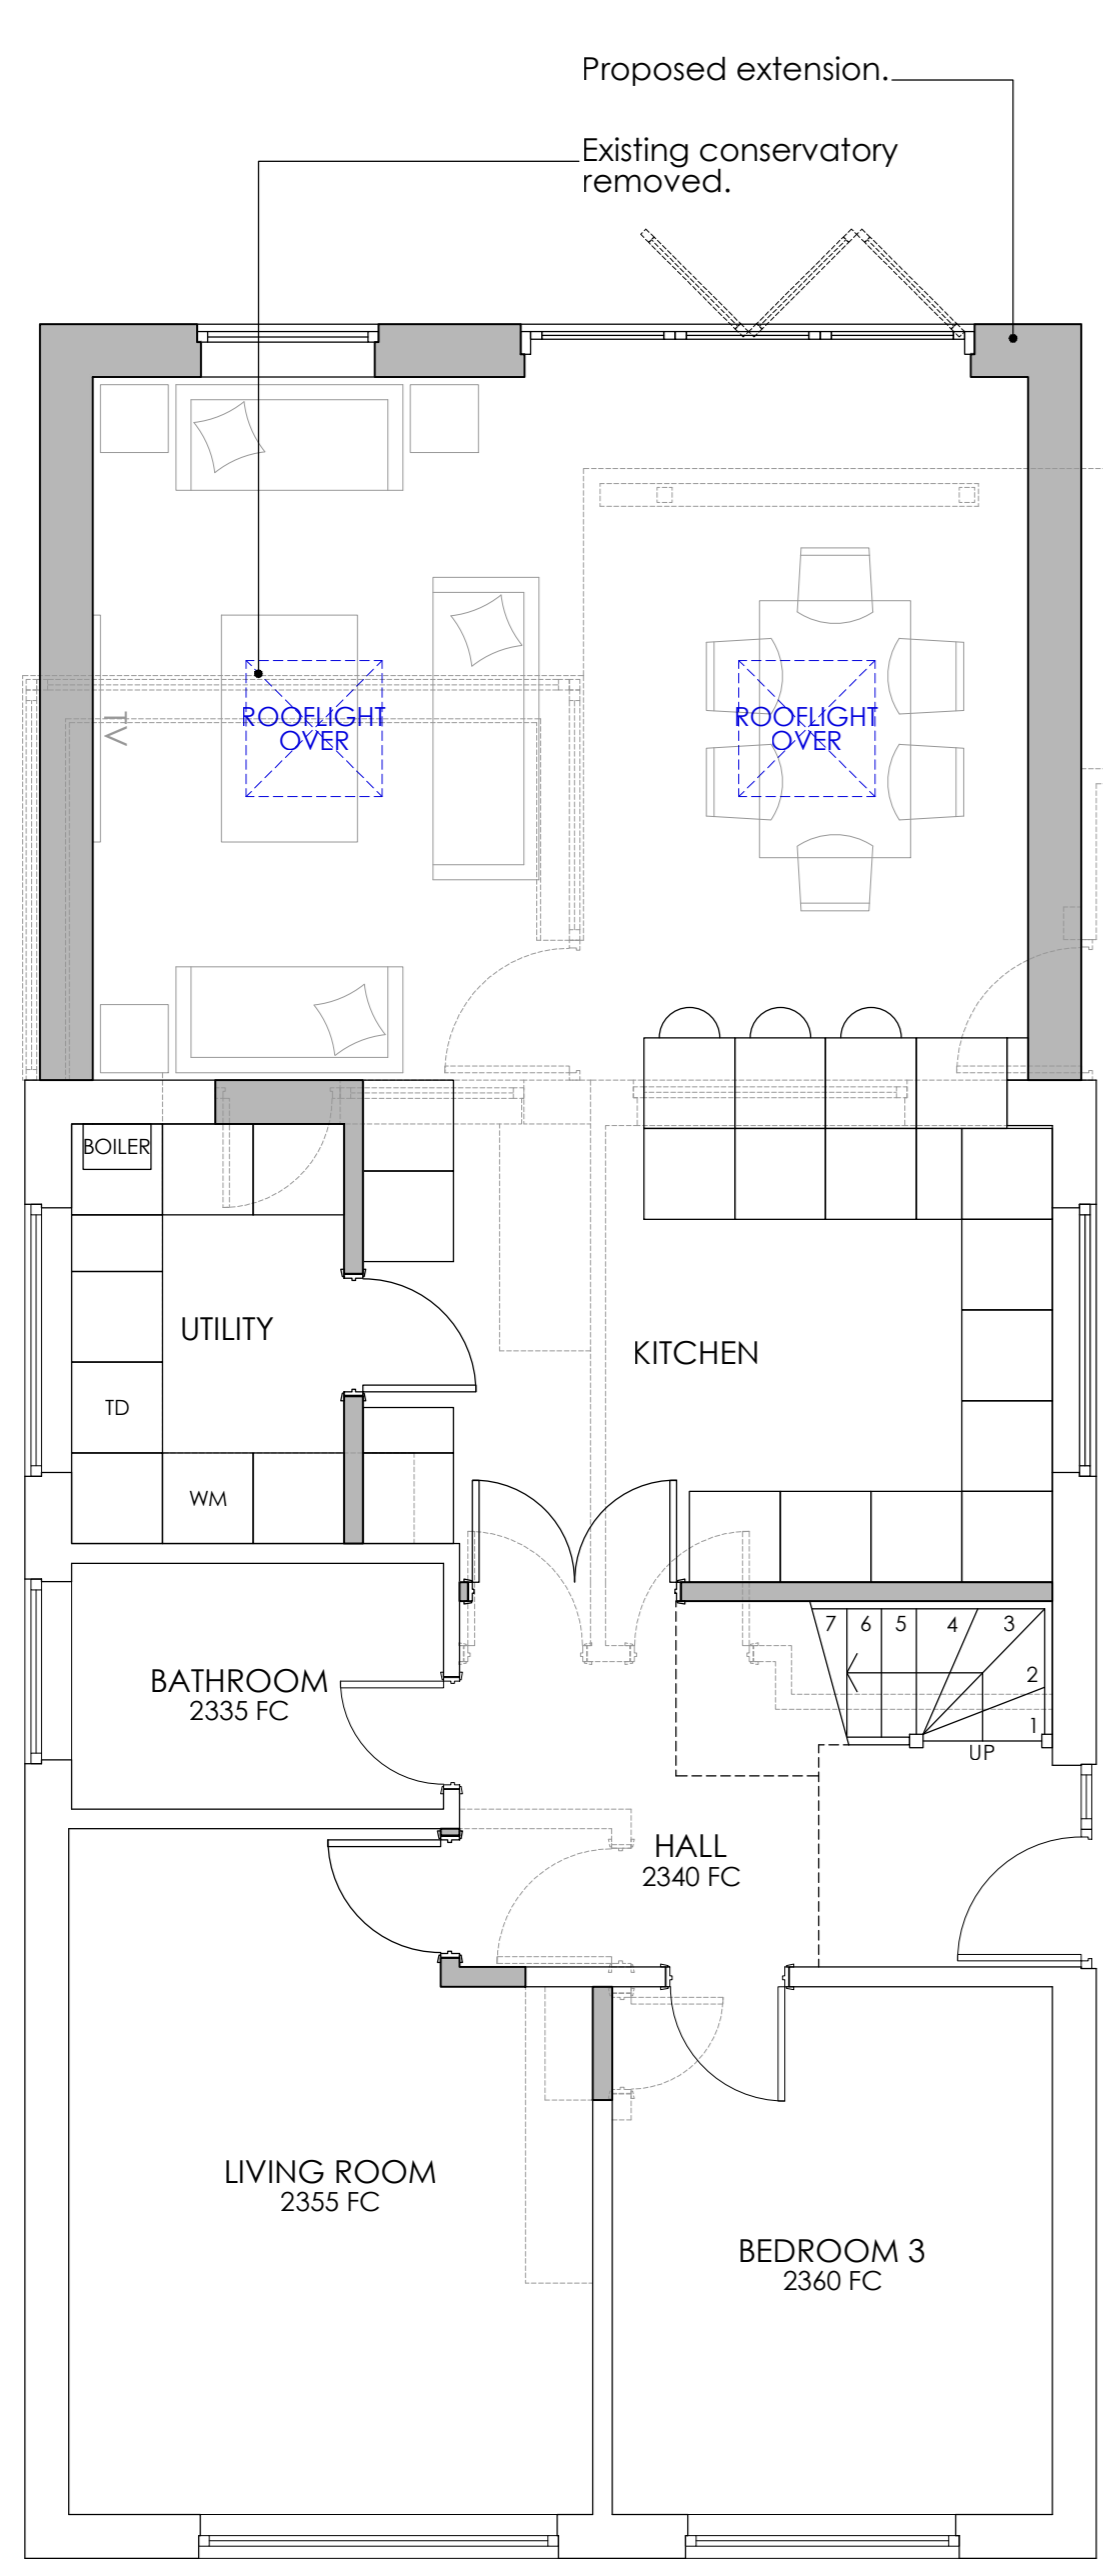 Proposed extension.
Existing conservatory
removed.
ROOFLIGHT
OVER
ROOFLIGHT
OVER
TV
BOILER
UTILITY
KITCHEN
TD
WM
7 6 5 4 3
2
1
UP
BATHROOM
2335 FC
HALL
2340 FC
LIVING ROOM
2355 FC
BEDROOM 3
2360 FC